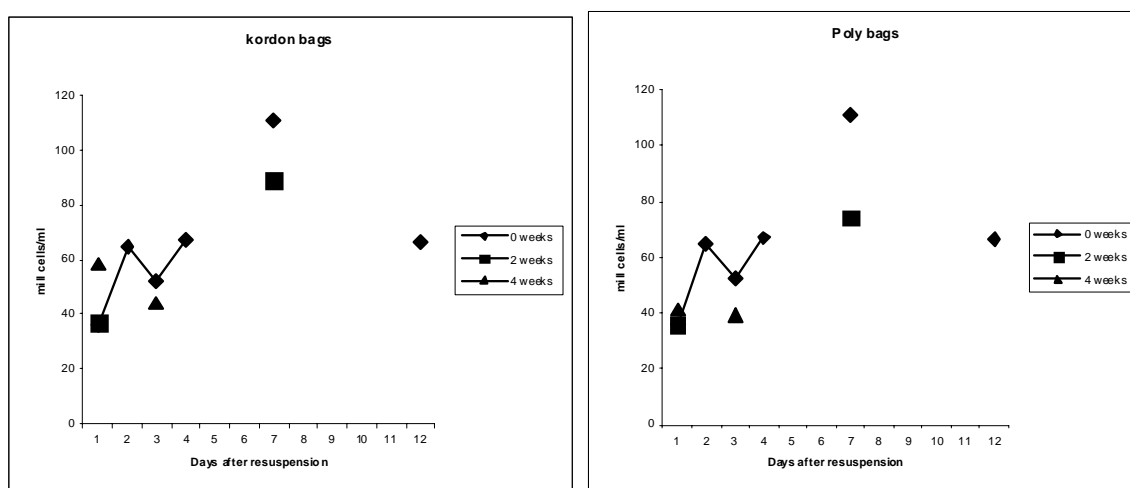 kordon bags
120
100
80
60
40
20
0
mill cells/ml
1 2 3 4 5 6 7 8 9 10 11 12
Days after resuspension
0 weeks
2 weeks
4 weeks
Poly bags
120
100
80
60
40
20
0
mill cells/ml
1 2 3 4 5 6 7 8 9 10 11 12
Days after resuspension
0 weeks
2 weeks
4 weeks